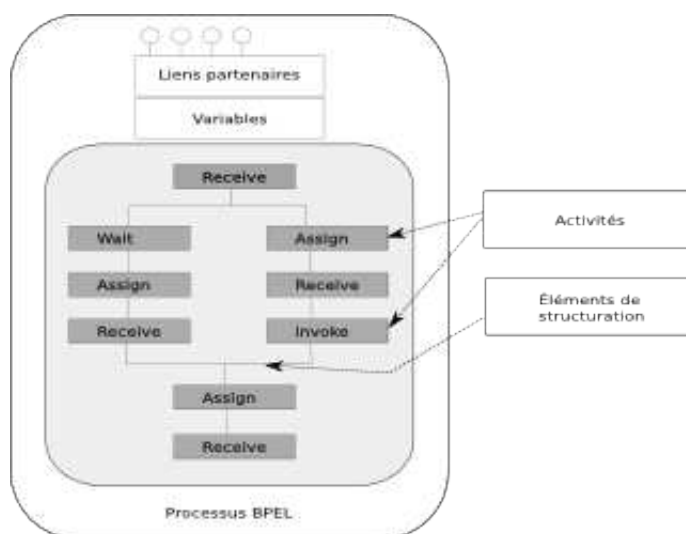 Liens partenaires
Variables
Receive
Wait
Assign
Receive
Assign
Receive
Invoke
Assign
Receive
Processus BPEL
Activités
Éléments de
structuration